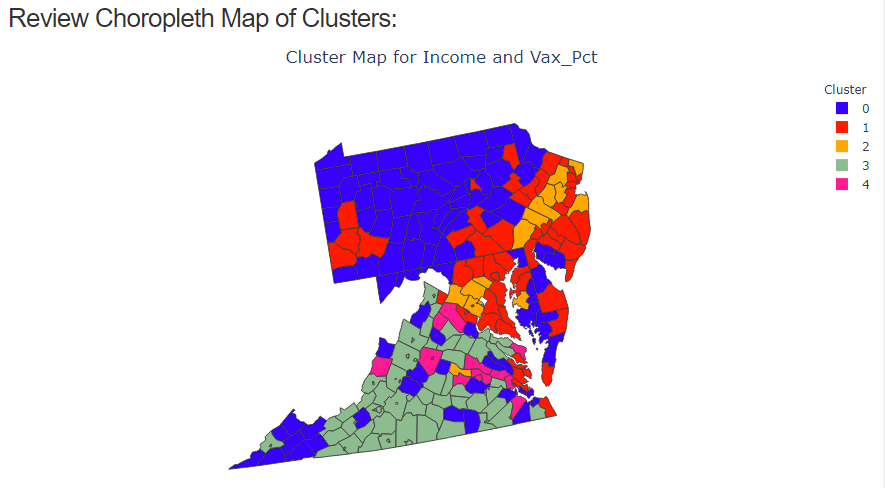 Review Choropleth Map of Clusters:
Cluster Map for Income and Vax_Pct
Cluster
0
1
2
3
4